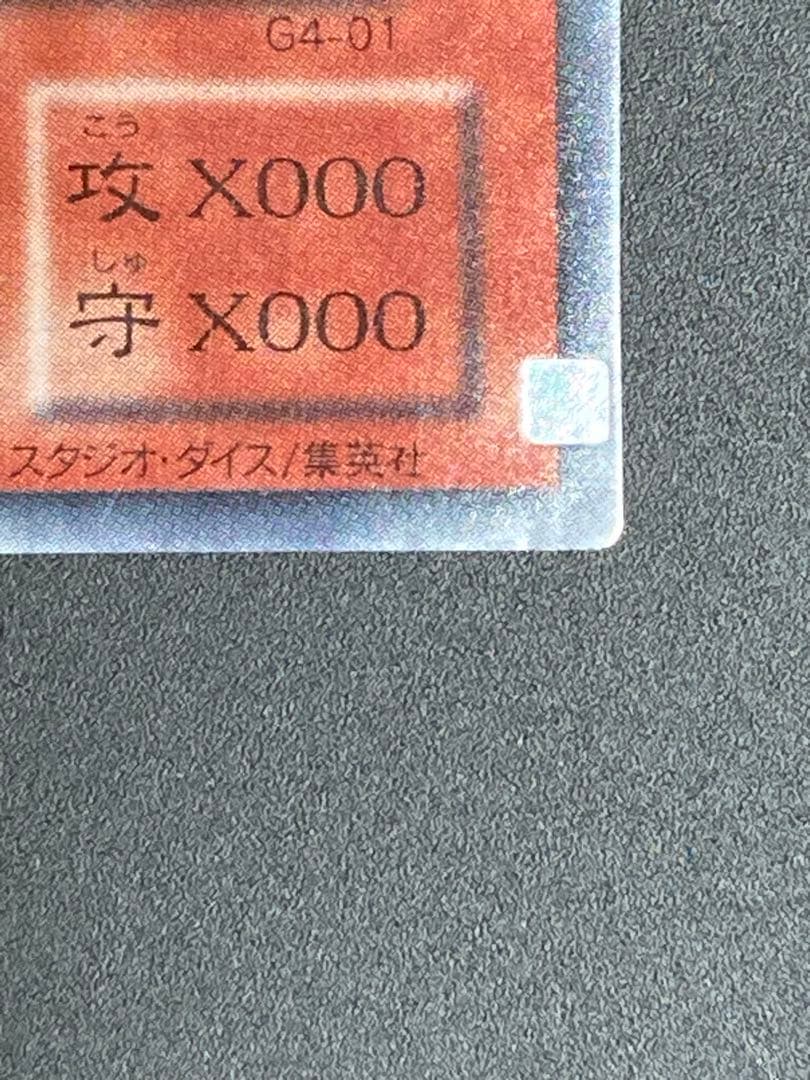 G4-01
こう
攻 X000
しゅ
守 X000
スタジオ・ダイス/集英社